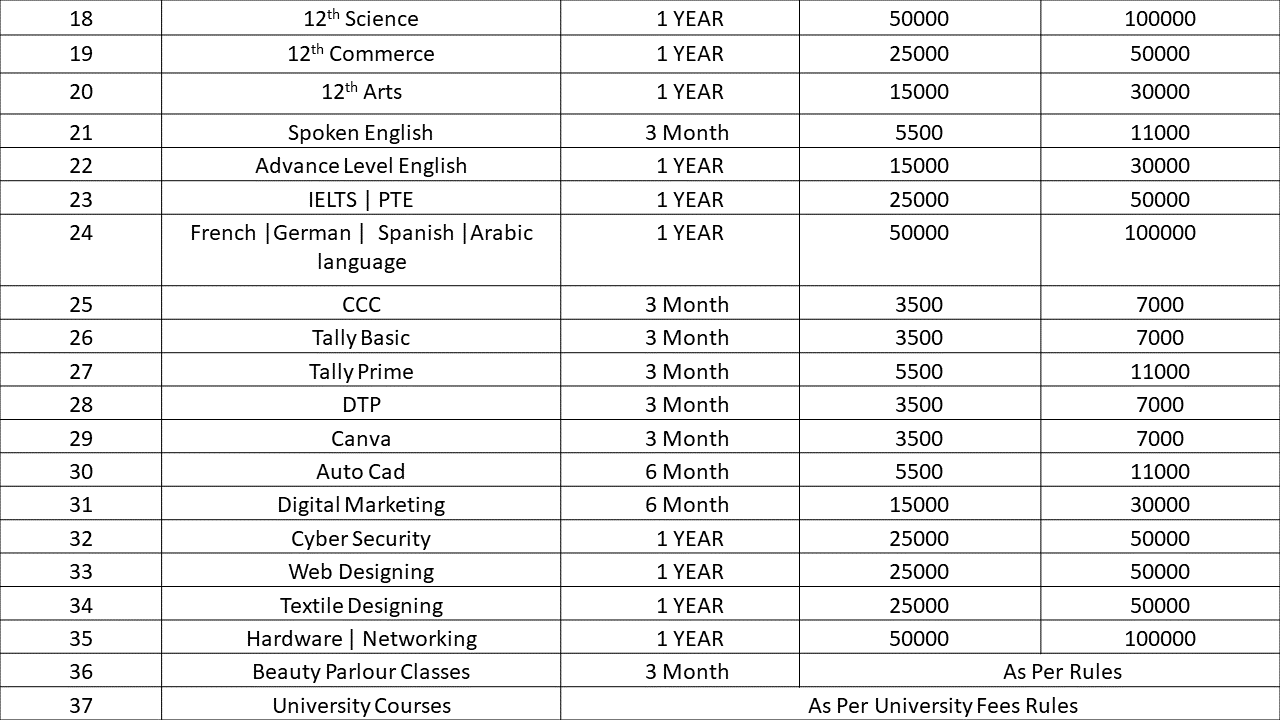 18 12th Science 1 YEAR 50000 100000
19 12th Commerce 1 YEAR 25000 50000
20 12th Arts 1 YEAR 15000 30000
21 Spoken English 3 Month 5500 11000
22 Advance Level English 1 YEAR 15000 30000
23 IELTS | PTE 1 YEAR 25000 50000
24 French |German | Spanish |Arabic 1 YEAR 50000 100000
language
25 CCC 3 Month 3500 7000
26 Tally Basic 3 Month 3500 7000
27 Tally Prime 3 Month 5500 11000
28 DTP 3 Month 3500 7000
29 Canva 3 Month 3500 7000
30 Auto Cad 6 Month 5500 11000
31 Digital Marketing 6 Month 15000 30000
32 Cyber Security 1 YEAR 25000 50000
33 Web Designing 1 YEAR 25000 50000
34 Textile Designing 1 YEAR 25000 50000
35 Hardware | Networking 1 YEAR 50000 100000
36 Beauty Parlour Classes 3 Month As Per Rules
37 University Courses As Per University Fees Rules